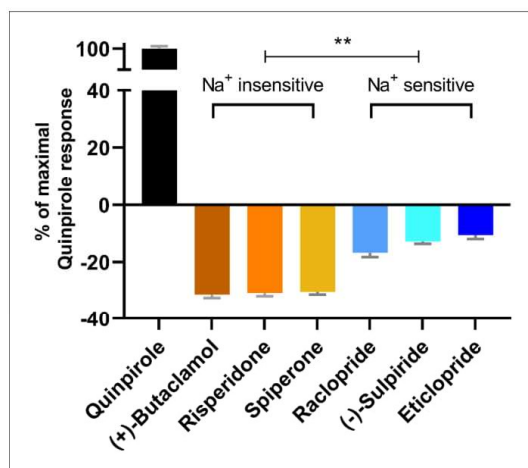 **
Na⁺ insensitive
Na⁺ sensitive
% of maximal
Quinpirole response
100
40
20
0
-20
-40
Quinpirole
(+)-Butaclamol
Risperidone
Spiperone
Raclopride
(-)-Sulpiride
Eticlopride